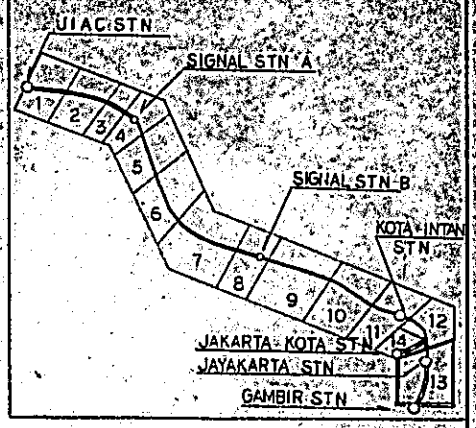 UIAC STN
SIGNAL STN-A
1
2
3
4
5
SIGNAL STN-B
6
7
8
KOTA-INTAN
STN
9
10
11
12
JAKARTA-KOTA STN
14
JAYAKARTA STN
13
GAMBIR STN